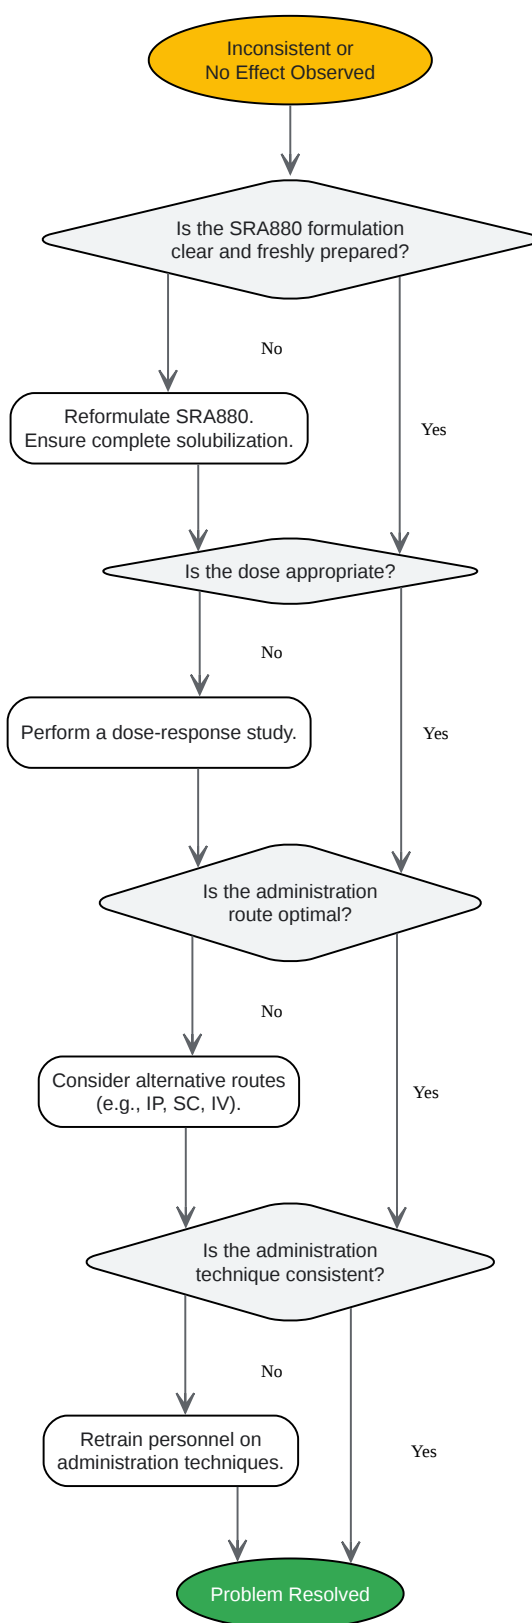 Inconsistent or
No Effect Observed
Is the SRA880 formulation
clear and freshly prepared?
No
Reformulate SRA880.
Ensure complete solubilization.
Yes
Is the dose appropriate?
No
Perform a dose-response study.
Yes
Is the administration
route optimal?
No
Consider alternative routes
(e.g., IP, SC, IV).
Yes
Is the administration
technique consistent?
No
Retrain personnel on
administration techniques.
Yes
Problem Resolved